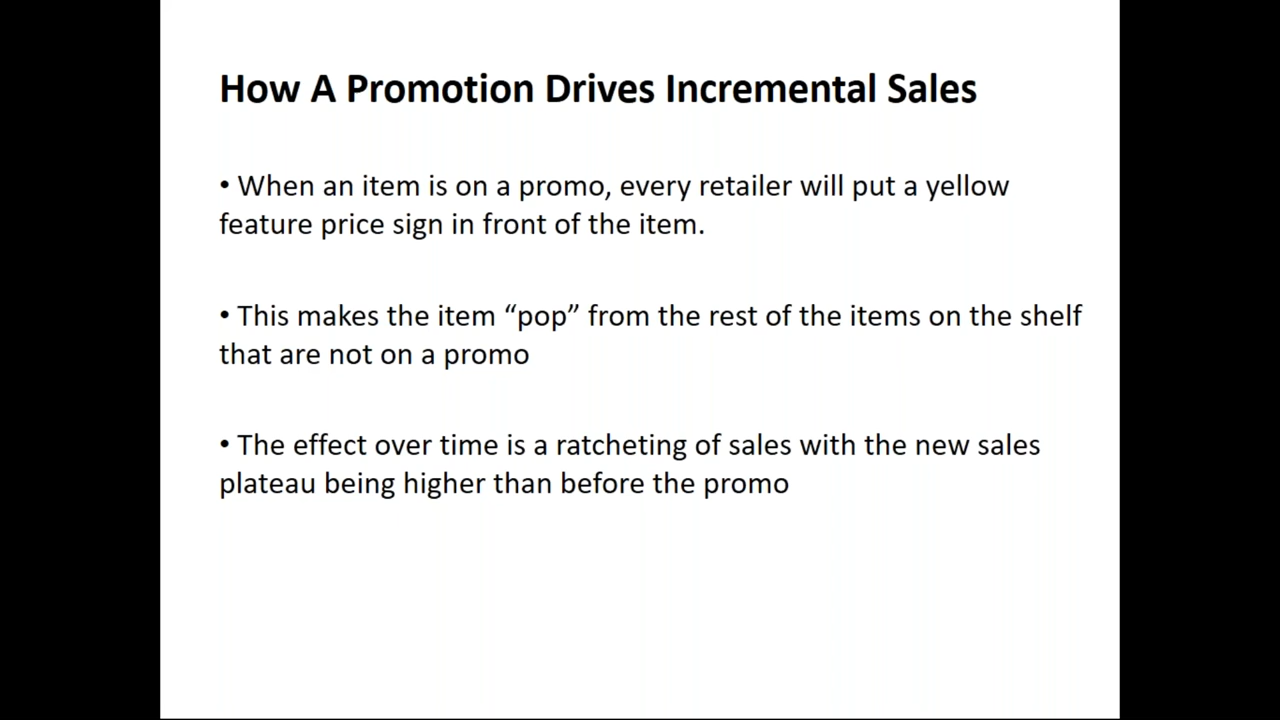 How A Promotion Drives Incremental Sales
• When an item is on a promo, every retailer will put a yellow
feature price sign in front of the item.
• This makes the item “pop” from the rest of the items on the shelf
that are not on a promo
• The effect over time is a ratcheting of sales with the new sales
plateau being higher than before the promo